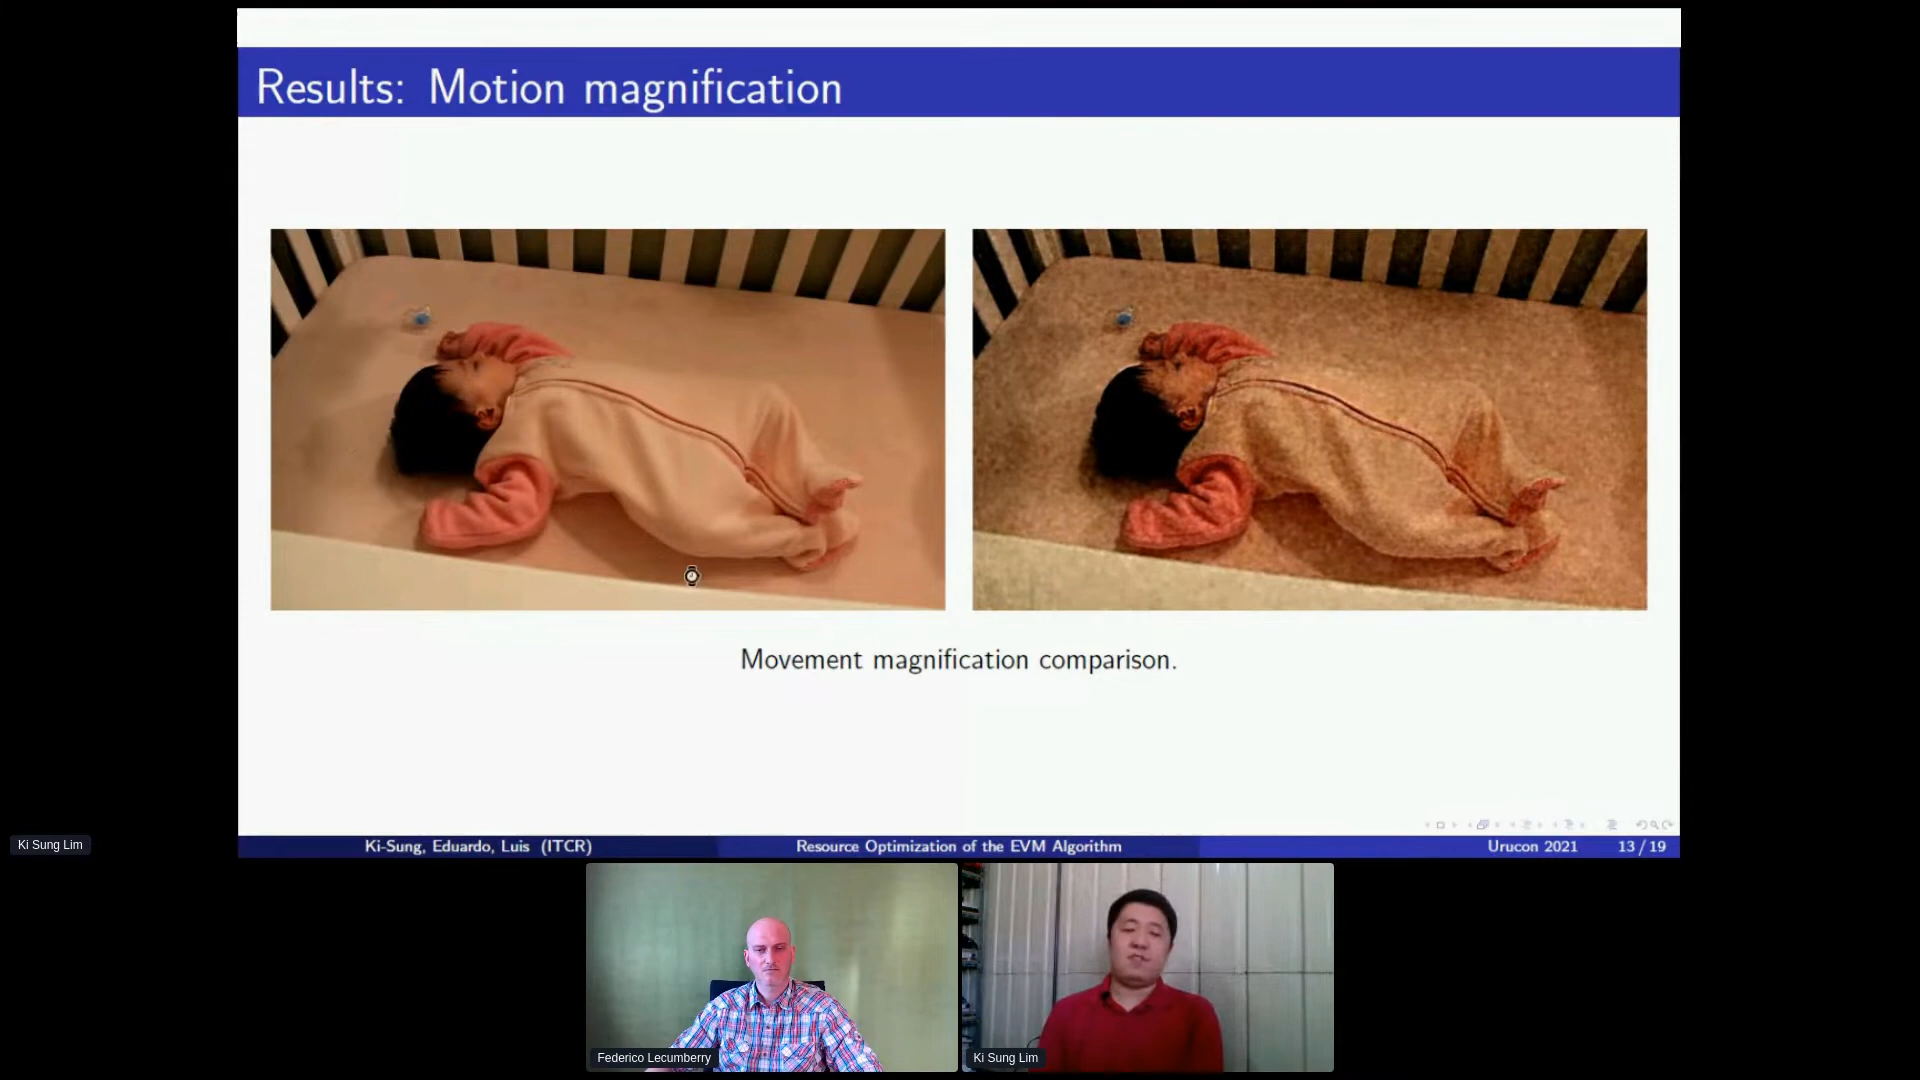 Results: Motion magnification
Movement magnification comparison.
Ki-Sung, Eduardo, Luis (ITCR)
Resource Optimization of the EVM Algorithm
Urucon 2021
13 / 19
Ki Sung Lim
Federico Lecumberry
Ki Sung Lim